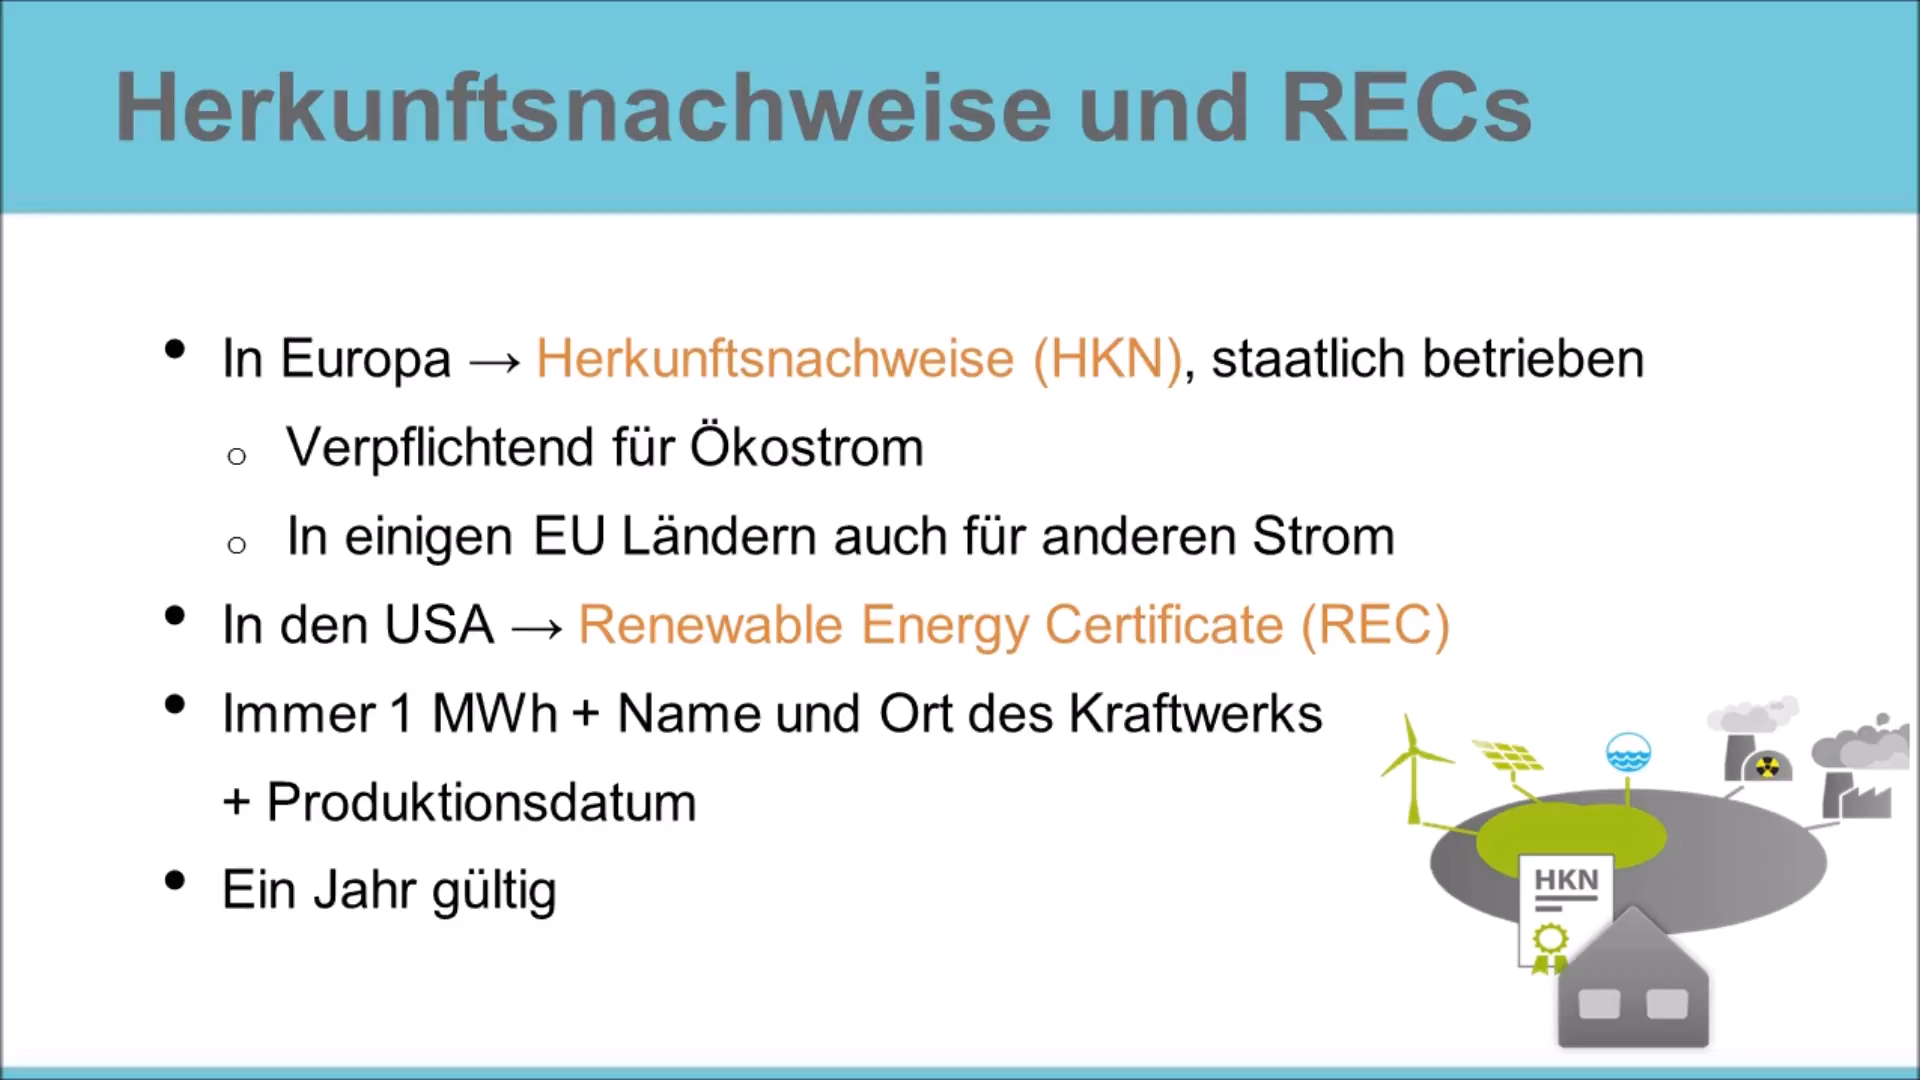 Herkunftsnachweise und RECs
• In Europa → Herkunftsnachweise (HKN), staatlich betrieben
o Verpflichtend für Ökostrom
o In einigen EU Ländern auch für anderen Strom
• In den USA → Renewable Energy Certificate (REC)
• Immer 1 MWh + Name und Ort des Kraftwerks
+ Produktionsdatum
• Ein Jahr gültig
HKN